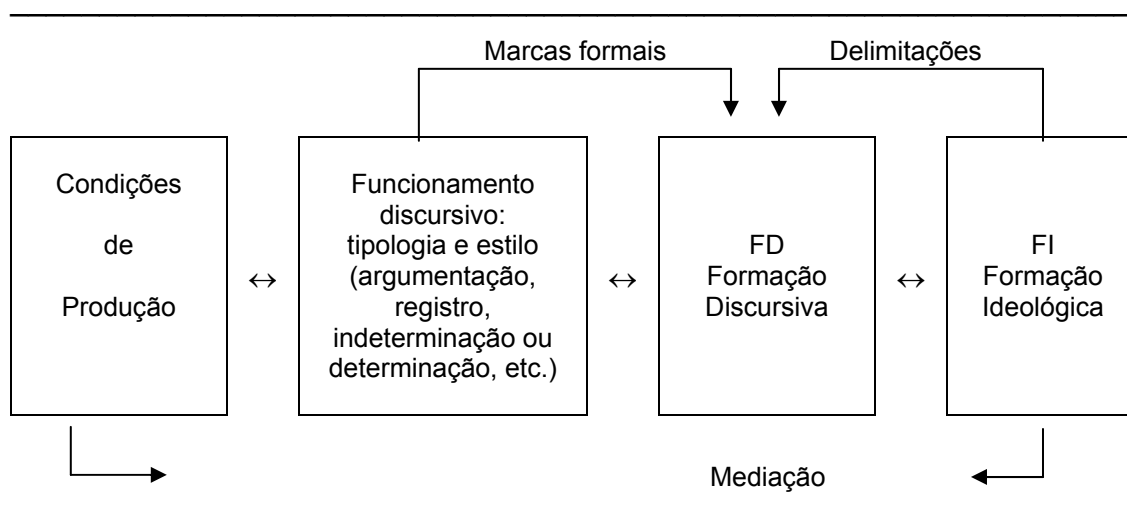 Marcas formais
Delimitações
Condições
de
Produção
↔
Funcionamento
discursivo:
tipologia e estilo
(argumentação,
registro,
indeterminação ou
determinação, etc.)
↔
FD
Formação
Discursiva
↔
FI
Formação
Ideológica
Mediação